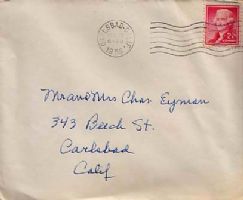 Mr and Mrs Chas. Eyman
343 Beech St.
Carlsbad
Calif